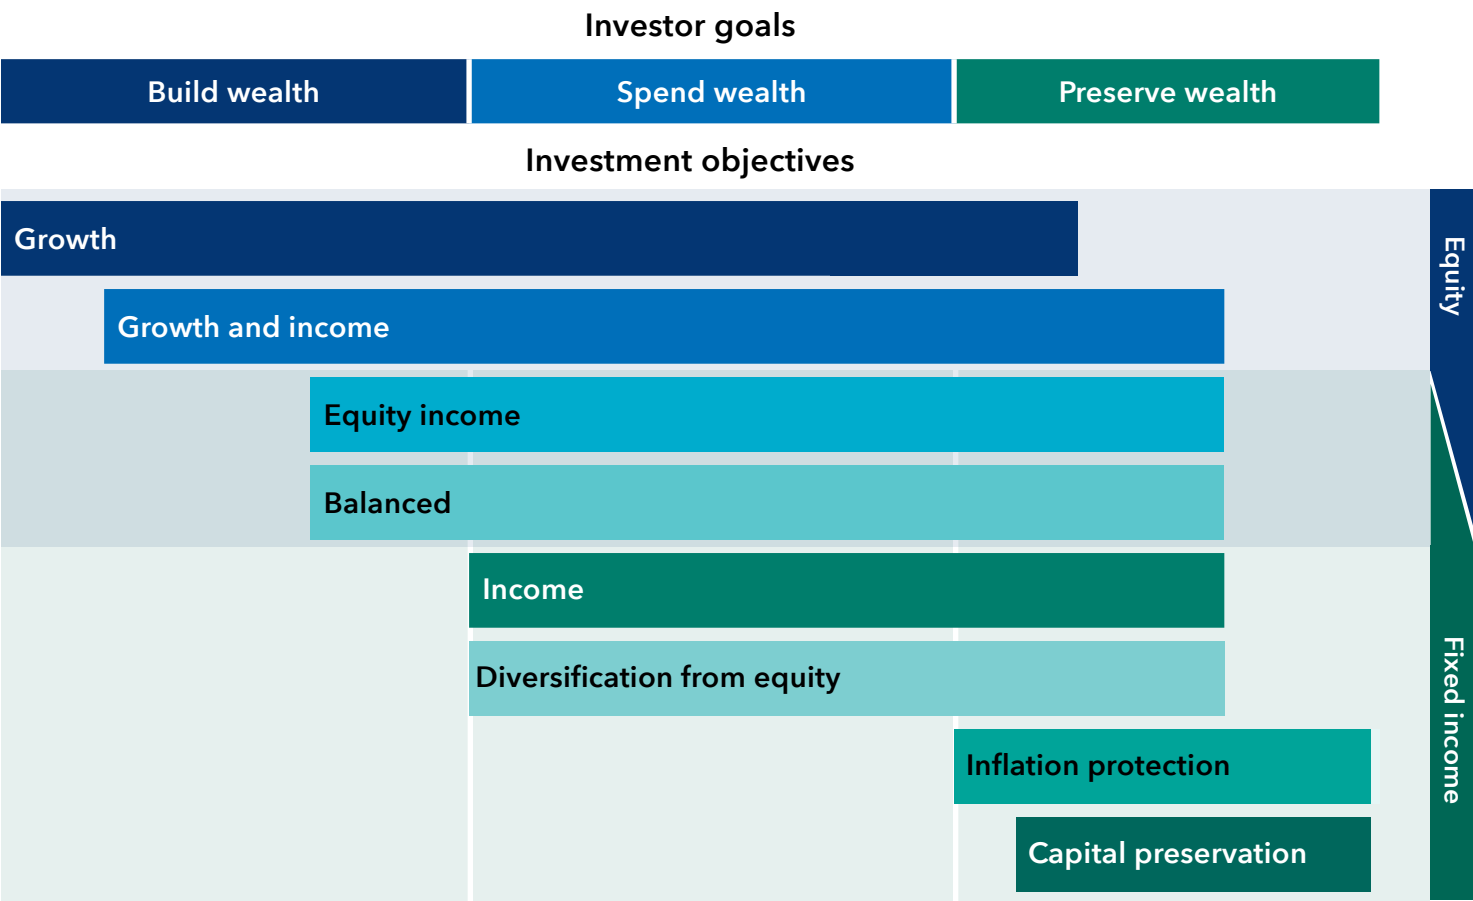 Investor goals
Build wealth
Spend wealth
Preserve wealth
Investment objectives
Growth
Growth and income
Equity income
Balanced
Income
Diversification from equity
Inflation protection
Capital preservation
Equity
Fixed income